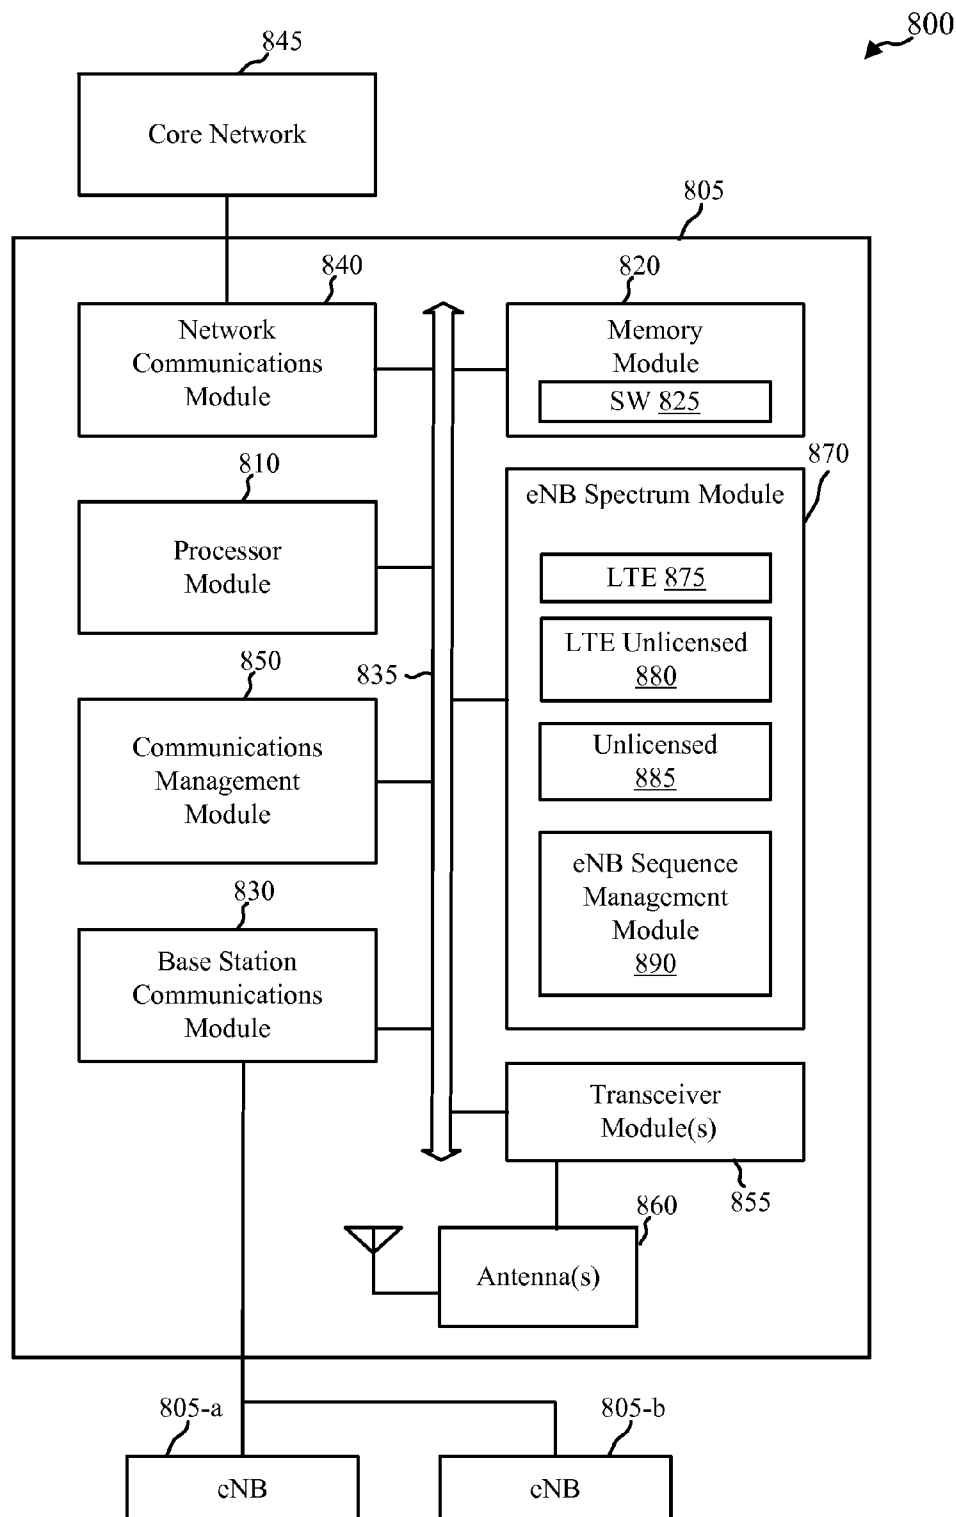 800
845
Core Network
805
840
Network
Communications
Module
820
Memory
Module
SW 825
810
Processor
Module
870
eNB Spectrum Module
LTE 875
LTE Unlicensed
880
Unlicensed
885
eNB Sequence
Management
Module
890
835
850
Communications
Management
Module
830
Base Station
Communications
Module
Transceiver
Module(s)
855
860
Antenna(s)
805-a
eNB
805-b
eNB